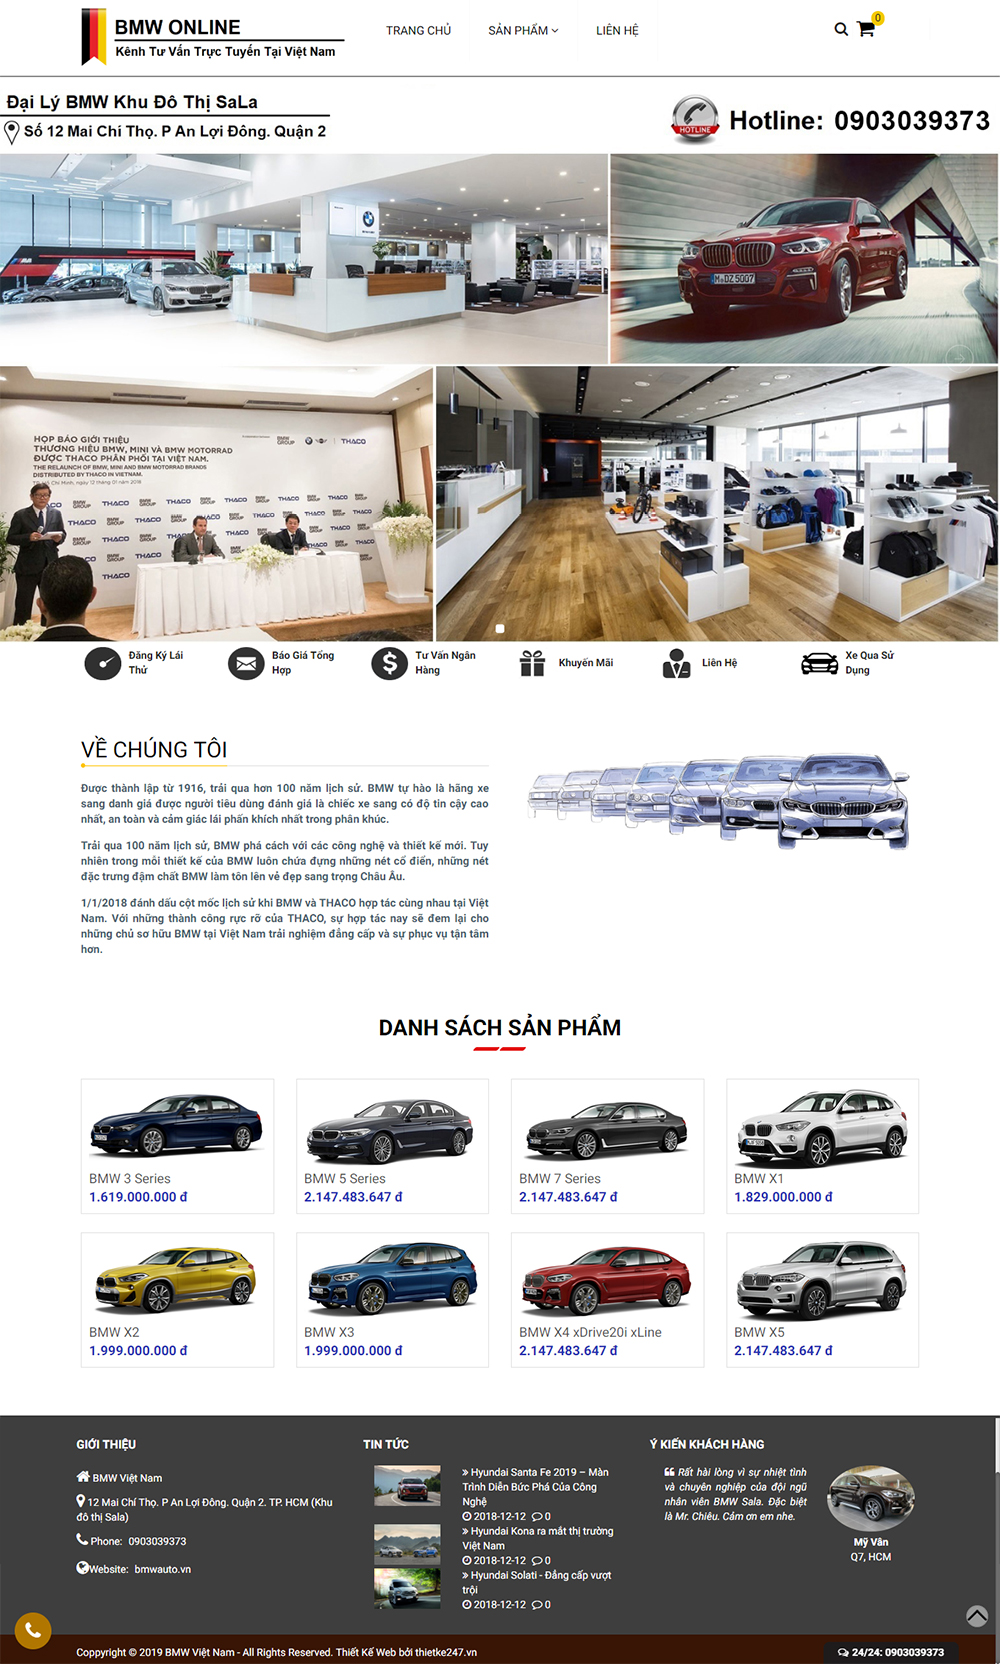 BMW ONLINE
Kênh Tư Vấn Trực Tuyến Tại Việt Nam
TRANG CHỦ
SẢN PHẨM
LIÊN HỆ
0
Đại Lý BMW Khu Đô Thị SaLa
Số 12 Mai Chí Thọ. P An Lợi Đông. Quận 2
HOTLINE
Hotline: 0903039373
M·DZ 5007
HỌP BÁO GIỚI THIỆU
THƯƠNG HIỆU BMW, MINI VÀ BMW MOTORRAD
ĐƯỢC THACO PHÂN PHỐI TẠI VIỆT NAM.
THE RELAUNCH OF BMW, MINI AND BMW MOTORRAD BRANDS
DISTRIBUTED BY THACO IN VIETNAM.
TP. Hồ Chí Minh, ngày 12 tháng 01 năm 2018
BMW GROUP
THACO
Đăng Ký Lái
Thử
Báo Giá Tổng
Hợp
Tư Vấn Ngân
Hàng
Khuyến Mãi
Liên Hệ
Xe Qua Sử
Dụng
VỀ CHÚNG TÔI
Được thành lập từ 1916, trải qua hơn 100 năm lịch sử. BMW tự hào là hãng xe
sang danh giá được người tiêu dùng đánh giá là chiếc xe sang có độ tin cậy cao
nhất, an toàn và cảm giác lái phấn khích nhất trong phân khúc.
Trải qua 100 năm lịch sử, BMW phá cách với các công nghệ và thiết kế mới. Tuy
nhiên trong mỗi thiết kế của BMW luôn chứa đựng những nét cổ điển, những nét
đặc trưng đậm chất BMW làm tôn lên vẻ đẹp sang trọng Châu Âu.
1/1/2018 đánh dấu cột mốc lịch sử khi BMW và THACO hợp tác cùng nhau tại Việt
Nam. Với những thành công rực rỡ của THACO, sự hợp tác nay sẽ đem lại cho
những chủ sơ hữu BMW tại Việt Nam trải nghiệm đẳng cấp và sự phục vụ tận tâm
hơn.
DANH SÁCH SẢN PHẨM
BMW 3 Series
1.619.000.000 đ
BMW 5 Series
2.147.483.647 đ
BMW 7 Series
2.147.483.647 đ
BMW X1
1.829.000.000 đ
BMW X2
1.999.000.000 đ
BMW X3
1.999.000.000 đ
BMW X4 xDrive20i xLine
2.147.483.647 đ
BMW X5
2.147.483.647 đ
GIỚI THIỆU
BMW Việt Nam
12 Mai Chí Thọ. P An Lợi Đông. Quận 2. TP. HCM (Khu
đô thị Sala)
Phone: 0903039373
Website: bmwauto.vn
TIN TỨC
Hyundai Santa Fe 2019 – Màn
Trình Diễn Bức Phá Của Công
Nghệ
2018-12-12 0
Hyundai Kona ra mắt thị trường
Việt Nam
2018-12-12 0
Hyundai Solati - Đẳng cấp vượt
trội
2018-12-12 0
Ý KIẾN KHÁCH HÀNG
Rất hài lòng vì sự nhiệt tình
và chuyên nghiệp của đội ngũ
nhân viên BMW Sala. Đặc biệt
là Mr. Chiêu. Cảm ơn em nhe.
Mỹ Vân
Q7, HCM
Coppyright © 2019 BMW Việt Nam - All Rights Reserved. Thiết Kế Web bởi thietke247.vn
24/24: 0903039373